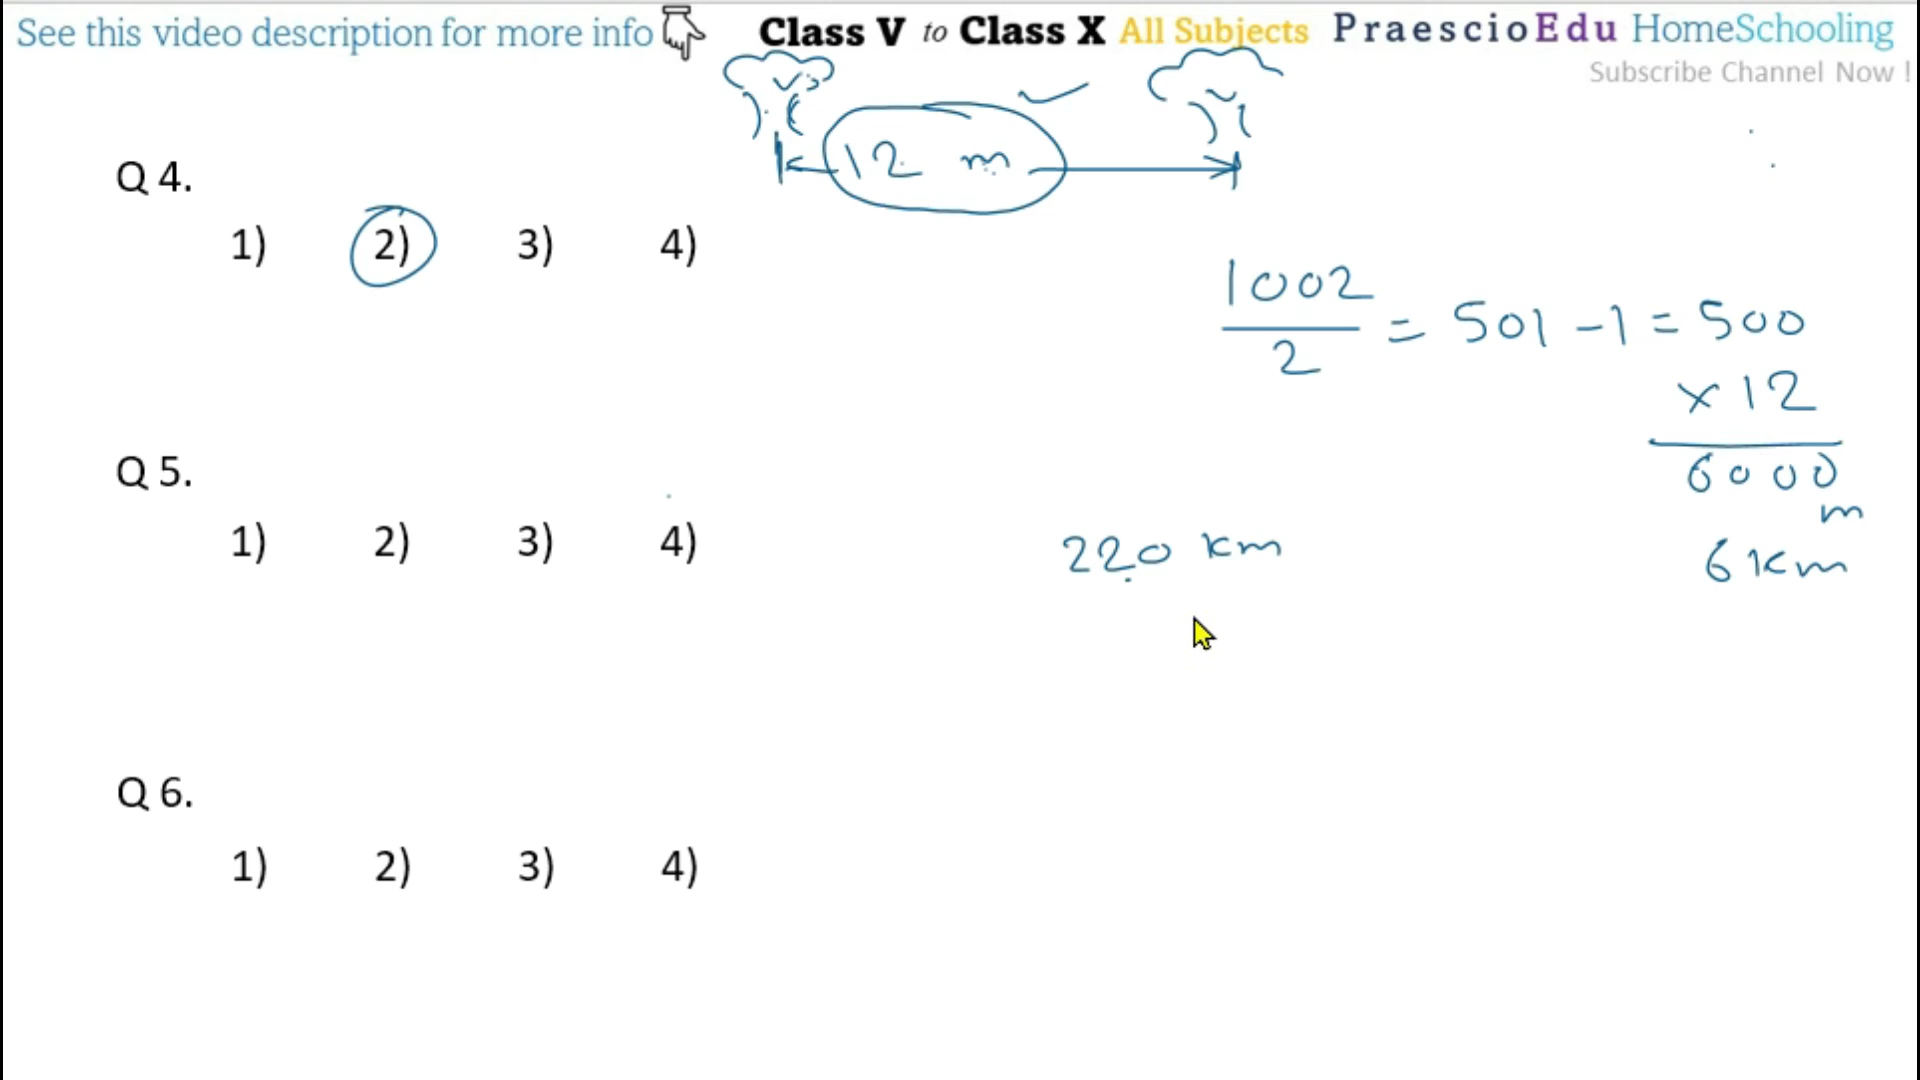 See this video description for more info Class V to Class X All Subjects PraescioEdu HomeSchooling
Subscribe Channel Now !
12 m
Q 4.
1) 2) 3) 4)
1002/2 = 501 - 1 = 500
× 12
6000
m
Q 5.
1) 2) 3) 4)
220 km
6 km
Q 6.
1) 2) 3) 4)